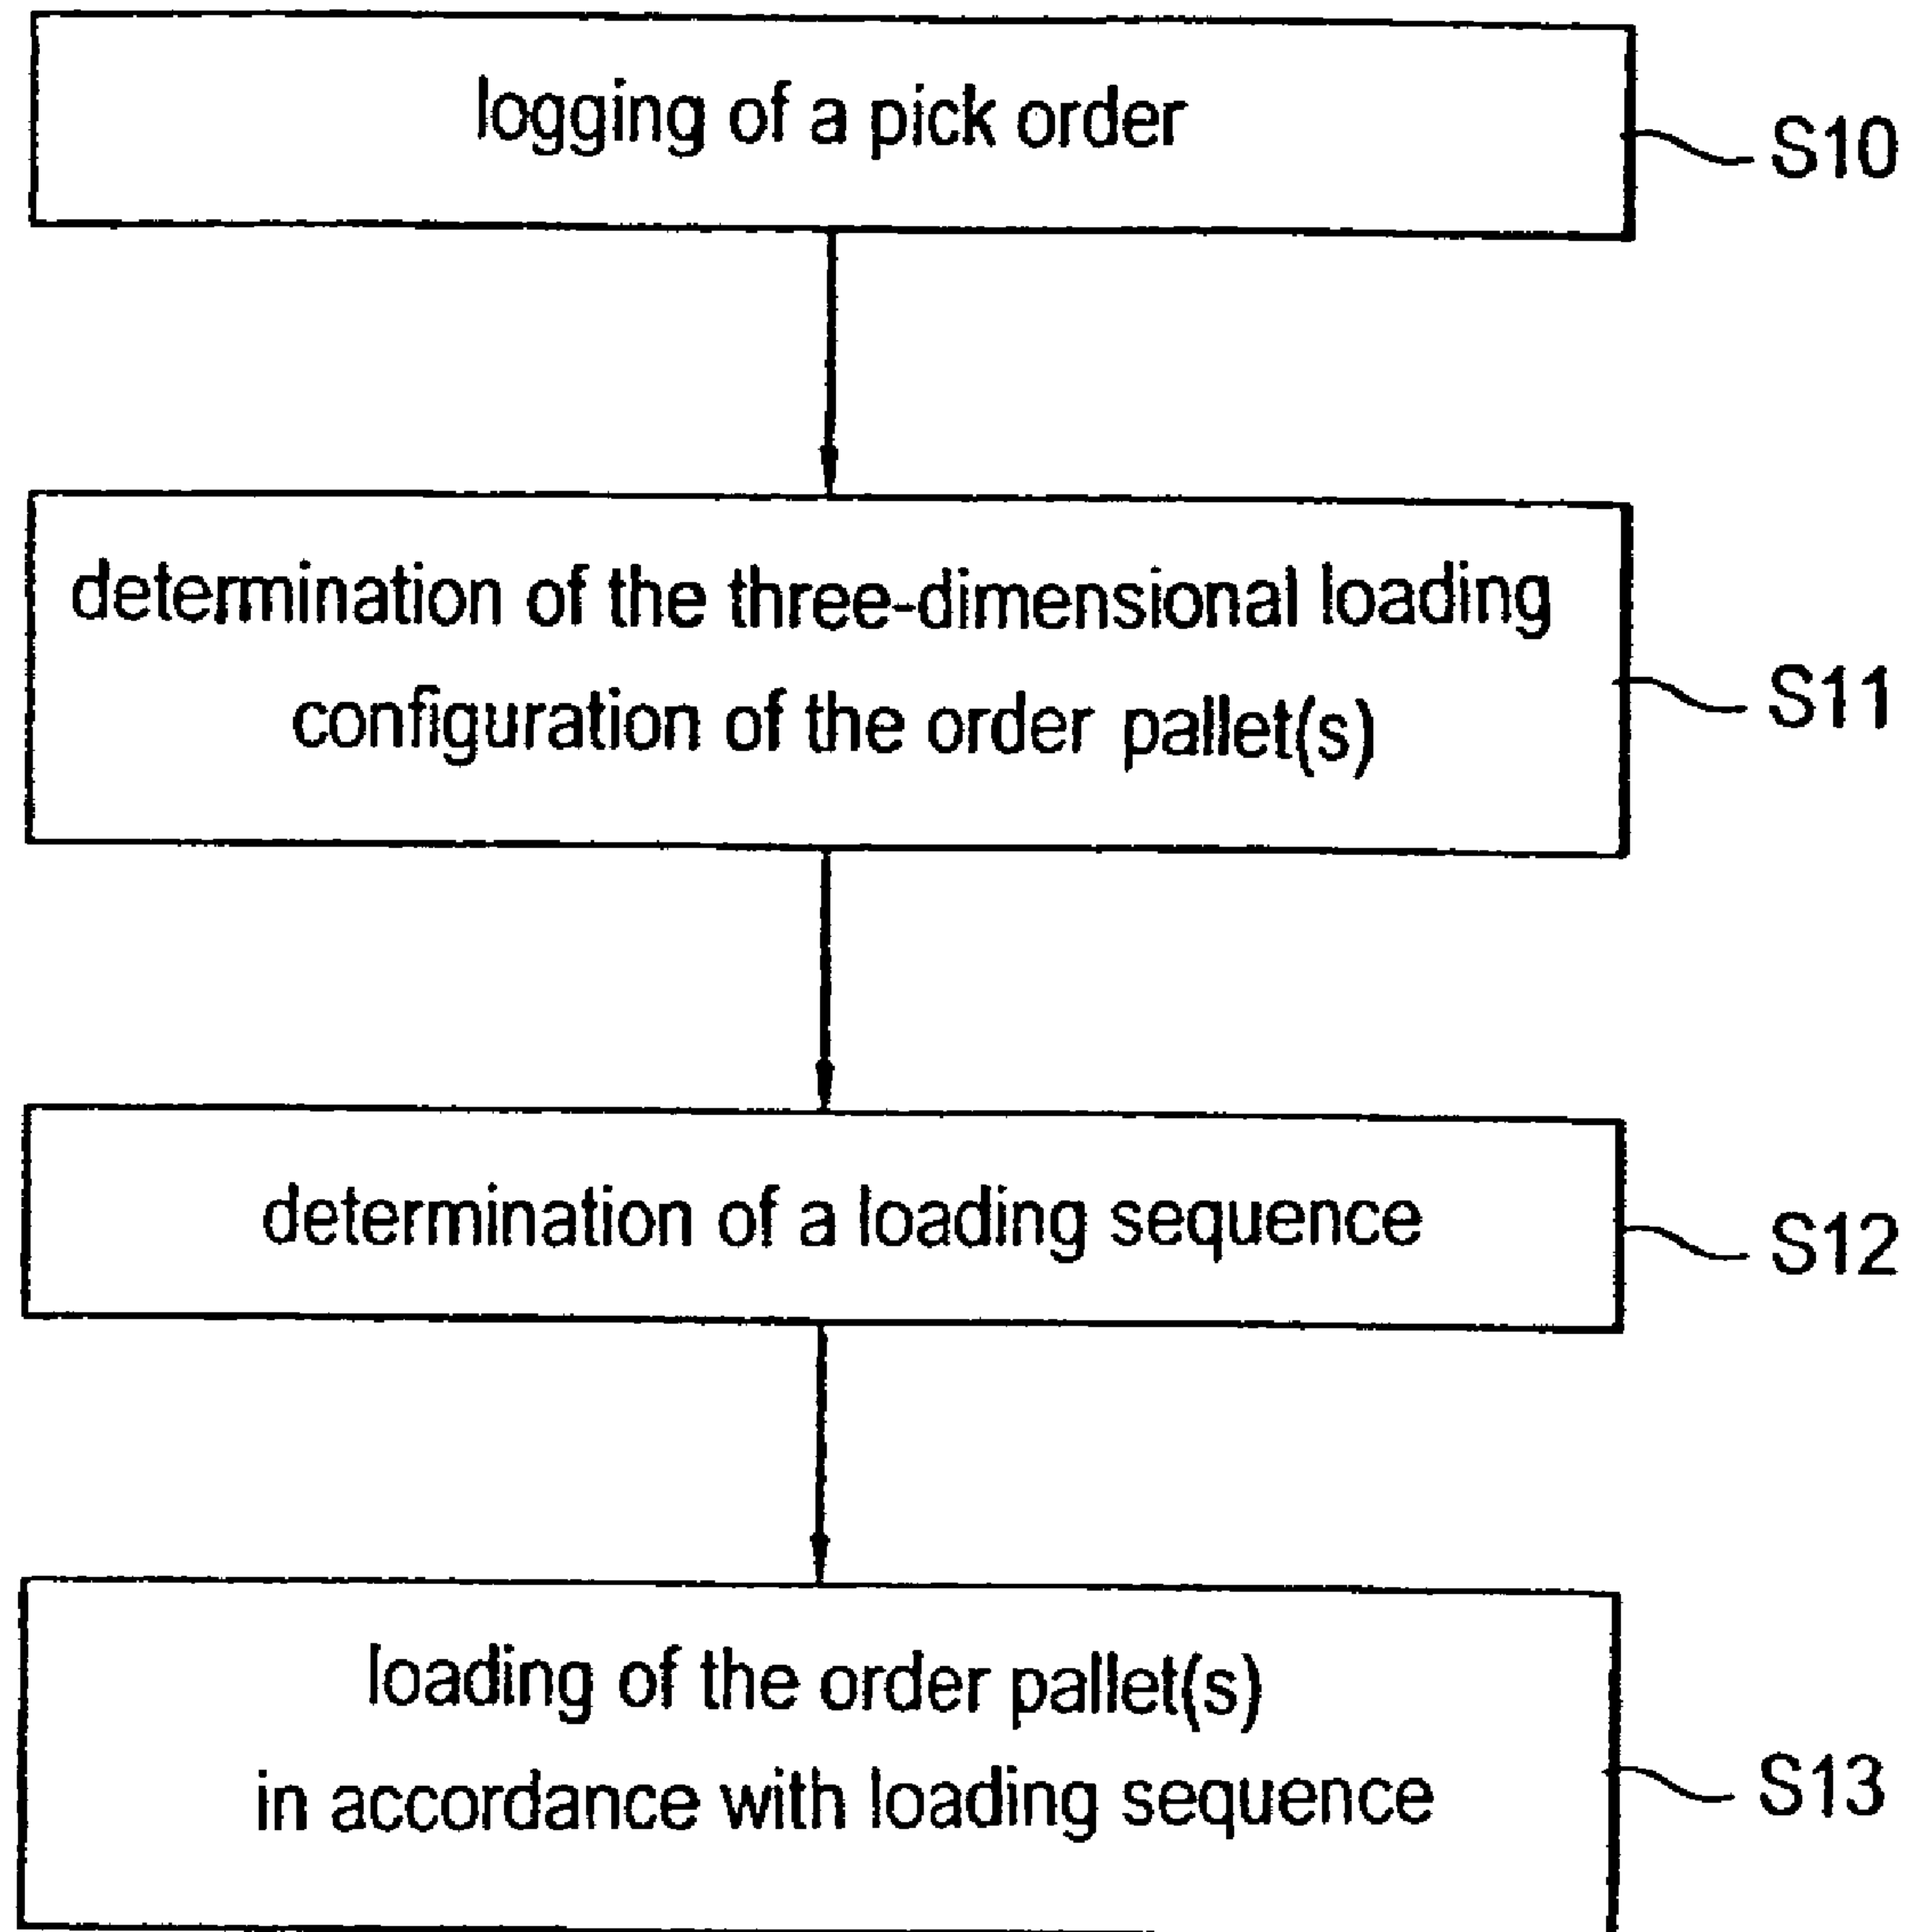 logging of a pick order
S10
determination of the three-dimensional loading
configuration of the order pallet(s)
S11
determination of a loading sequence
S12
loading of the order pallet(s)
in accordance with loading sequence
S13